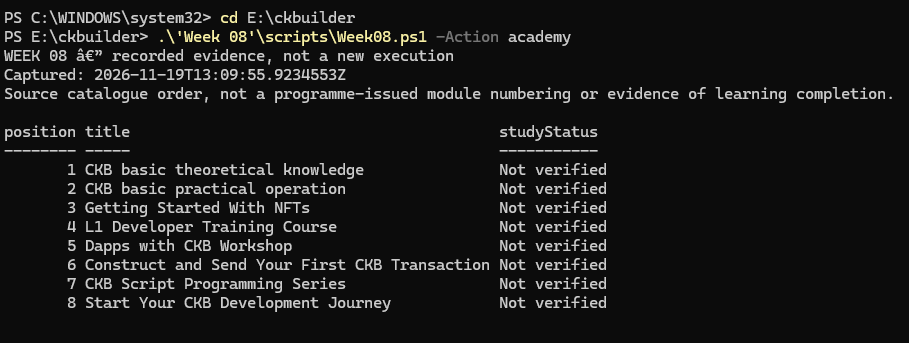 PS C:\WINDOWS\system32> cd E:\ckbuilder
PS E:\ckbuilder> .\'Week 08'\scripts\Week08.ps1 -Action academy
WEEK 08 â€" recorded evidence, not a new execution
Captured: 2026-11-19T13:09:55.9234553Z
Source catalogue order, not a programme-issued module numbering or evidence of learning completion.
position title studyStatus
-------- ----- -----------
1 CKB basic theoretical knowledge Not verified
2 CKB basic practical operation Not verified
3 Getting Started With NFTs Not verified
4 L1 Developer Training Course Not verified
5 Dapps with CKB Workshop Not verified
6 Construct and Send Your First CKB Transaction Not verified
7 CKB Script Programming Series Not verified
8 Start Your CKB Development Journey Not verified